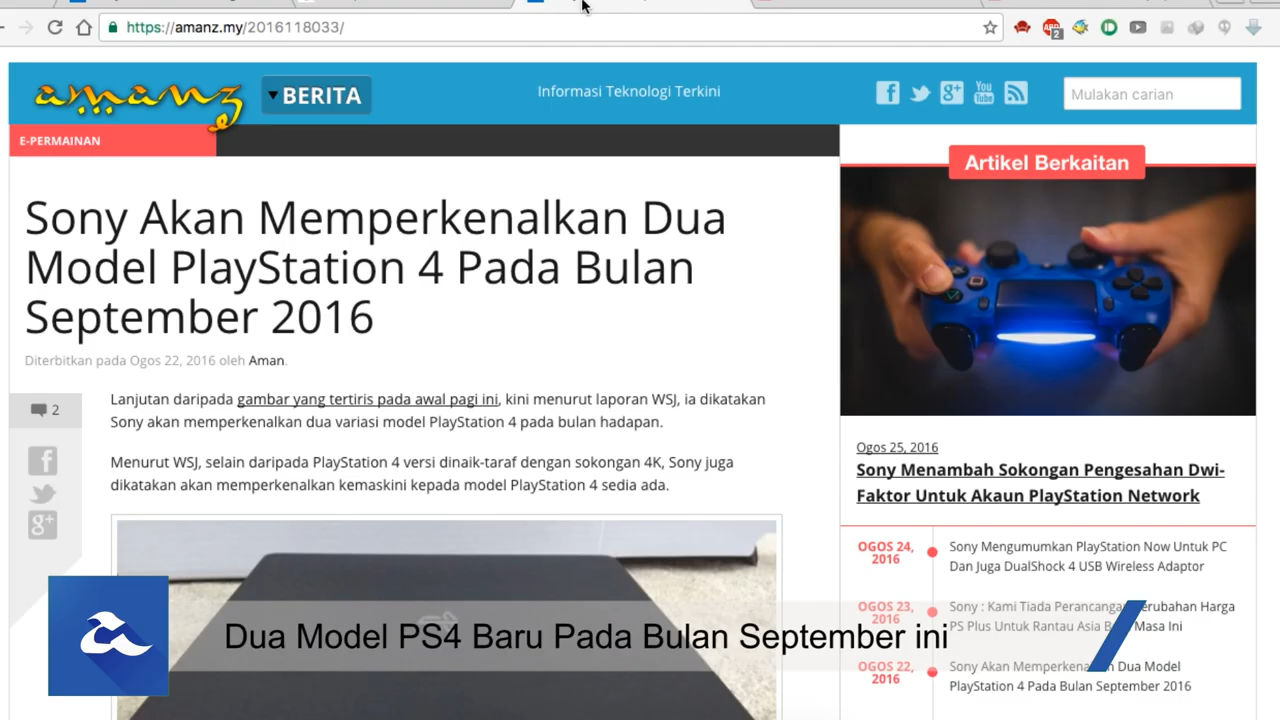 https://amanz.my/2016118033/
ABP
2
amanz
BERITA
Informasi Teknologi Terkini
You
Tube
Mulakan carian
E-PERMAINAN
Artikel Berkaitan
Sony Akan Memperkenalkan Dua
Model PlayStation 4 Pada Bulan
September 2016
Diterbitkan pada Ogos 22, 2016 oleh Aman.
2
Lanjutan daripada gambar yang tertiris pada awal pagi ini, kini menurut laporan WSJ, ia dikatakan
Sony akan memperkenalkan dua variasi model PlayStation 4 pada bulan hadapan.
Menurut WSJ, selain daripada PlayStation 4 versi dinaik-taraf dengan sokongan 4K, Sony juga
dikatakan akan memperkenalkan kemaskini kepada model PlayStation 4 sedia ada.
Ogos 25, 2016
Sony Menambah Sokongan Pengesahan Dwi-
Faktor Untuk Akaun PlayStation Network
OGOS 24,
2016
Sony Mengumumkan PlayStation Now Untuk PC
Dan Juga DualShock 4 USB Wireless Adaptor
OGOS 23,
2016
Sony : Kami Tiada Perubahan Harga
PS Plus Untuk Rantau Asia Masa Ini
OGOS 22,
2016
Sony Akan Dua Model
PlayStation 4 Pada Bulan September 2016
Dua Model PS4 Baru Pada Bulan September ini